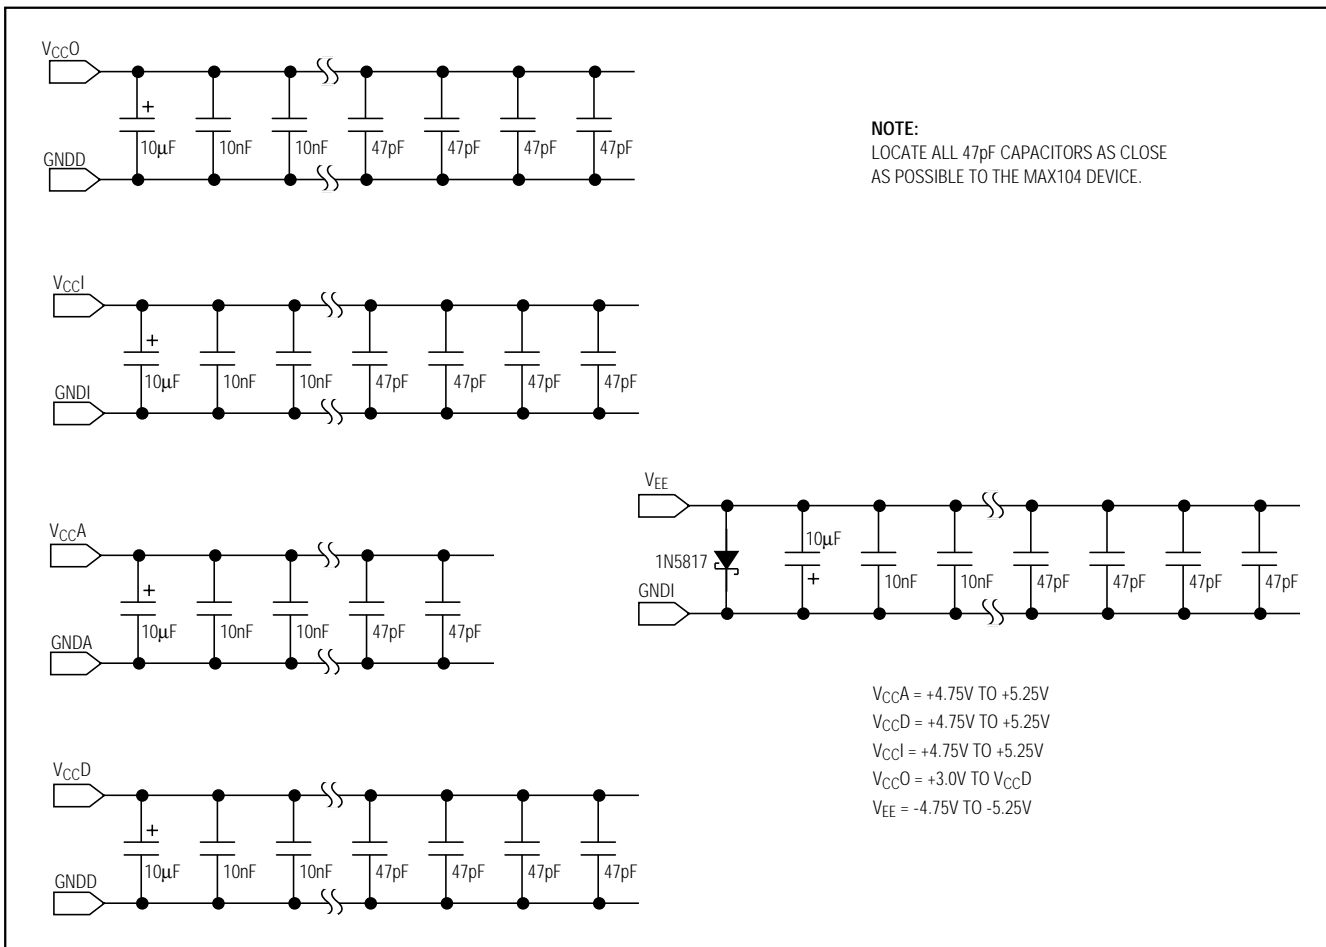 VCCO
+
10μF 10nF 10nF 47pF 47pF 47pF 47pF
GNDD
NOTE:
LOCATE ALL 47pF CAPACITORS AS CLOSE
AS POSSIBLE TO THE MAX104 DEVICE.
VCCI
+
10μF 10nF 10nF 47pF 47pF 47pF 47pF
GNDI
VCCA
+
10μF 10nF 10nF 47pF 47pF
GNDA
VEE
10μF
1N5817
+
10nF 10nF 47pF 47pF 47pF 47pF
GNDI
VCCD
+
10μF 10nF 10nF 47pF 47pF 47pF 47pF
GNDD
VCCA = +4.75V TO +5.25V
VCCD = +4.75V TO +5.25V
VCCI = +4.75V TO +5.25V
VCCO = +3.0V TO VCCD
VEE = -4.75V TO -5.25V